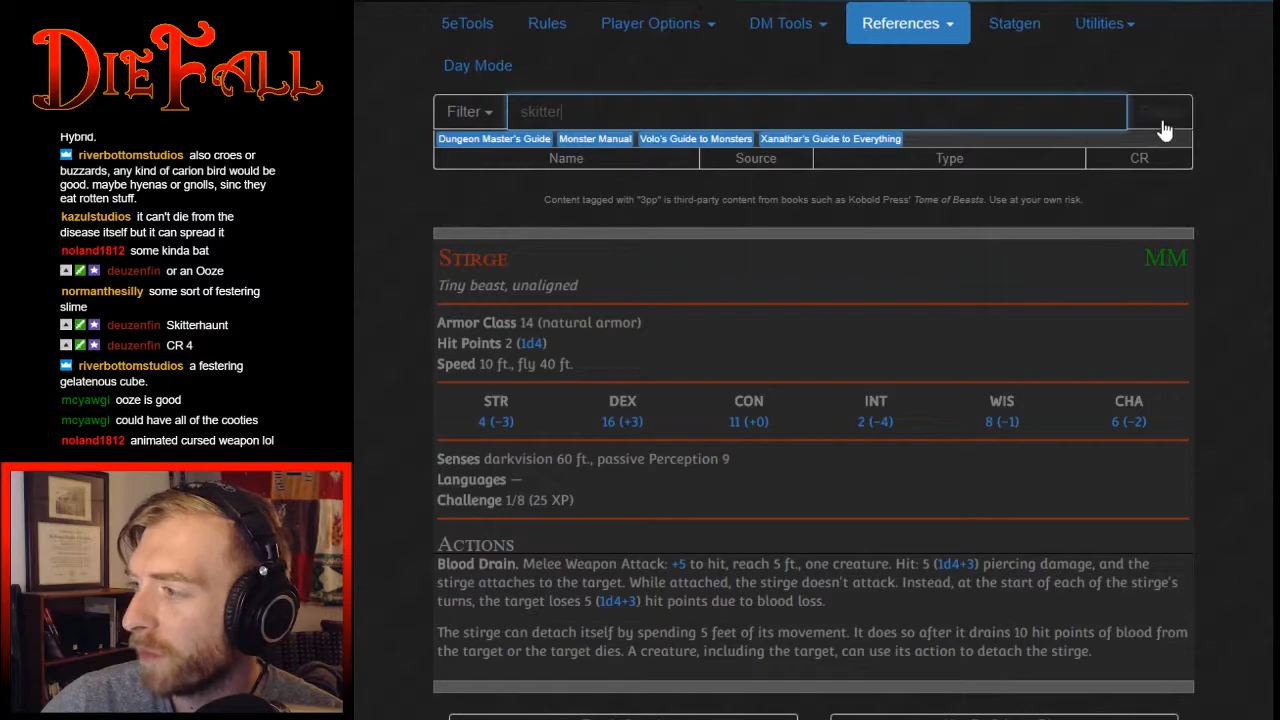 DIEFALL
Hybrid.
riverbottomstudios also croes or
buzzards, any kind of carion bird would be
good. maybe hyenas or gnolls, sinc they
eat rotten stuff.
kazulstudios it can't die from the
disease itself but it can spread it
noland1812 some kinda bat
deuzenfin or an Ooze
normanthesilly some sort of festering
slime
deuzenfin Skitterhaunt
deuzenfin CR 4
riverbottomstudios a festering
gelatenous cube.
mcyawgi ooze is good
mcyawgi could have all of the cooties
noland1812 animated cursed weapon lol
5eTools Rules Player Options DM Tools References Statgen Utilities
Day Mode
Filter skitter
Dungeon Master's Guide Monster Manual Volo's Guide to Monsters Xanathar's Guide to Everything
Name Source Type CR
Content tagged with "3pp" is third-party content from books such as Kobold Press' Tome of Beasts. Use at your own risk.
STIRGE MM
Tiny beast, unaligned
Armor Class 14 (natural armor)
Hit Points 2 (1d4)
Speed 10 ft., fly 40 ft.
STR DEX CON INT WIS CHA
4 (−3) 16 (+3) 11 (+0) 2 (−4) 8 (−1) 6 (−2)
Senses darkvision 60 ft., passive Perception 9
Languages —
Challenge 1/8 (25 XP)
ACTIONS
Blood Drain. Melee Weapon Attack: +5 to hit, reach 5 ft., one creature. Hit: 5 (1d4+3) piercing damage, and the
stirge attaches to the target. While attached, the stirge doesn't attack. Instead, at the start of each of the stirge's
turns, the target loses 5 (1d4+3) hit points due to blood loss.
The stirge can detach itself by spending 5 feet of its movement. It does so after it drains 10 hit points of blood from
the target or the target dies. A creature, including the target, can use its action to detach the stirge.